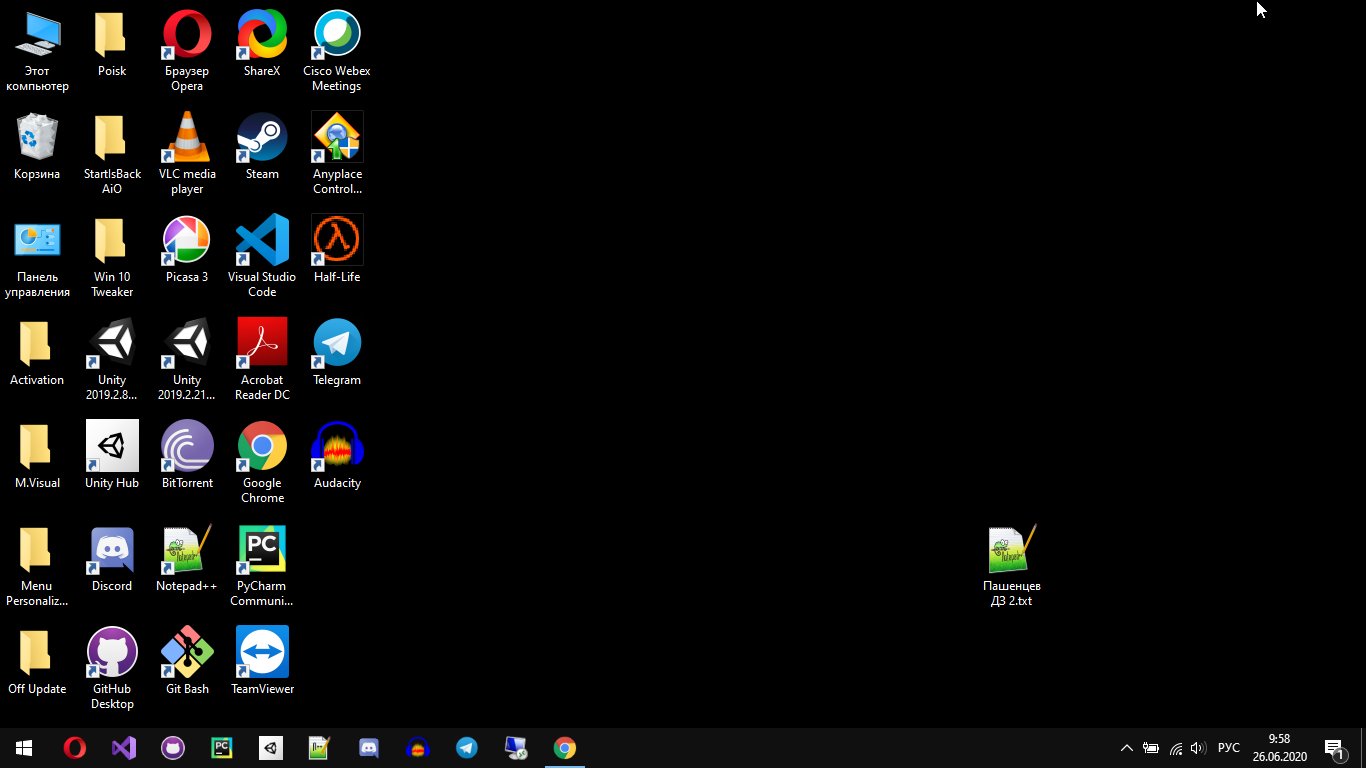 Этот
компьютер
Poisk
Браузер
Opera
ShareX
Cisco Webex
Meetings
Корзина
StartIsBack
AiO
VLC media
player
Steam
Anyplace
Control...
Панель
управления
Win 10
Tweaker
Picasa 3
Visual Studio
Code
Half-Life
Activation
Unity
2019.2.8...
Unity
2019.2.21...
Acrobat
Reader DC
Telegram
M.Visual
Unity Hub
BitTorrent
Google
Chrome
Audacity
Menu
Personaliz...
Discord
Notepad++
PC
PyCharm
Communi...
Пашенцев
ДЗ 2.txt
Off Update
GitHub
Desktop
Git Bash
TeamViewer
PC
РУС
9:58
26.06.2020
1